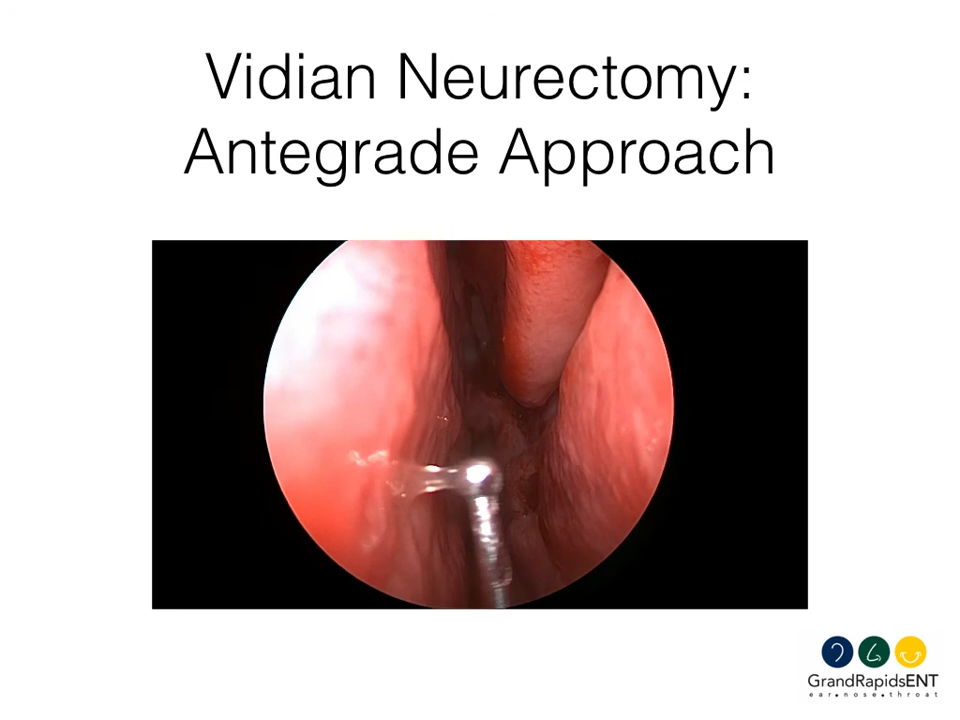 Vidian Neurectomy:
Antegrade Approach
GrandRapidsENT
ear.nose.throat